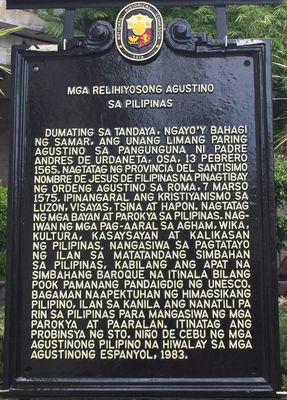 MGA RELIHIYOSONG AGUSTINO
SA PILIPINAS
DUMATING SA TANDAYA, NGAYO'Y BAHAGI
NG SAMAR, ANG UNANG LIMANG PARING
AGUSTINO SA PANGUNGUNA NI PADRE
ANDRES DE URDANETA, OSA, 13 PEBRERO
1565. NAGTATAG NG PROVINCIA DEL SANTISIMO
NOMBRE DE JESUS DE FILIPINAS NA PINAGTIBAY
NG ORDENG AGUSTINO SA ROMA, 7 MARSO
1575. IPINANGARAL ANG KRISTIYANISMO SA
LUZON, VISAYAS, TSINA AT HAPON. NAGTATAG
NG MGA BAYAN AT PAROKYA SA PILIPINAS. NAG-
IWAN NG MGA PAG-AARAL SA AGHAM, WIKA,
KULTURA, KASAYSAYAN AT KALIKASAN
NG PILIPINAS. NANGASIWA SA PAGTATAYO
NG ILAN SA MATATANDANG SIMBAHAN
SA PILIPINAS, KABILANG ANG APAT NA
SIMBAHANG BAROQUE NA ITINALA BILANG
POOK PAMANANG PANDAIGDIG NG UNESCO.
BAGAMAN NAAPEKTUHAN NG HIMAGSIKANG
PILIPINO, ILAN SA KANILA ANG NANATILI PA
RIN SA PILIPINAS PARA MANGASIWA NG MGA
PAROKYA AT PAARALAN. ITINATAG ANG
PROBINSYA NG STO. NIÑO DE CEBU NG MGA
AGUSTINONG PILIPINO NA HIWALAY SA MGA
AGUSTINONG ESPANYOL, 1983.